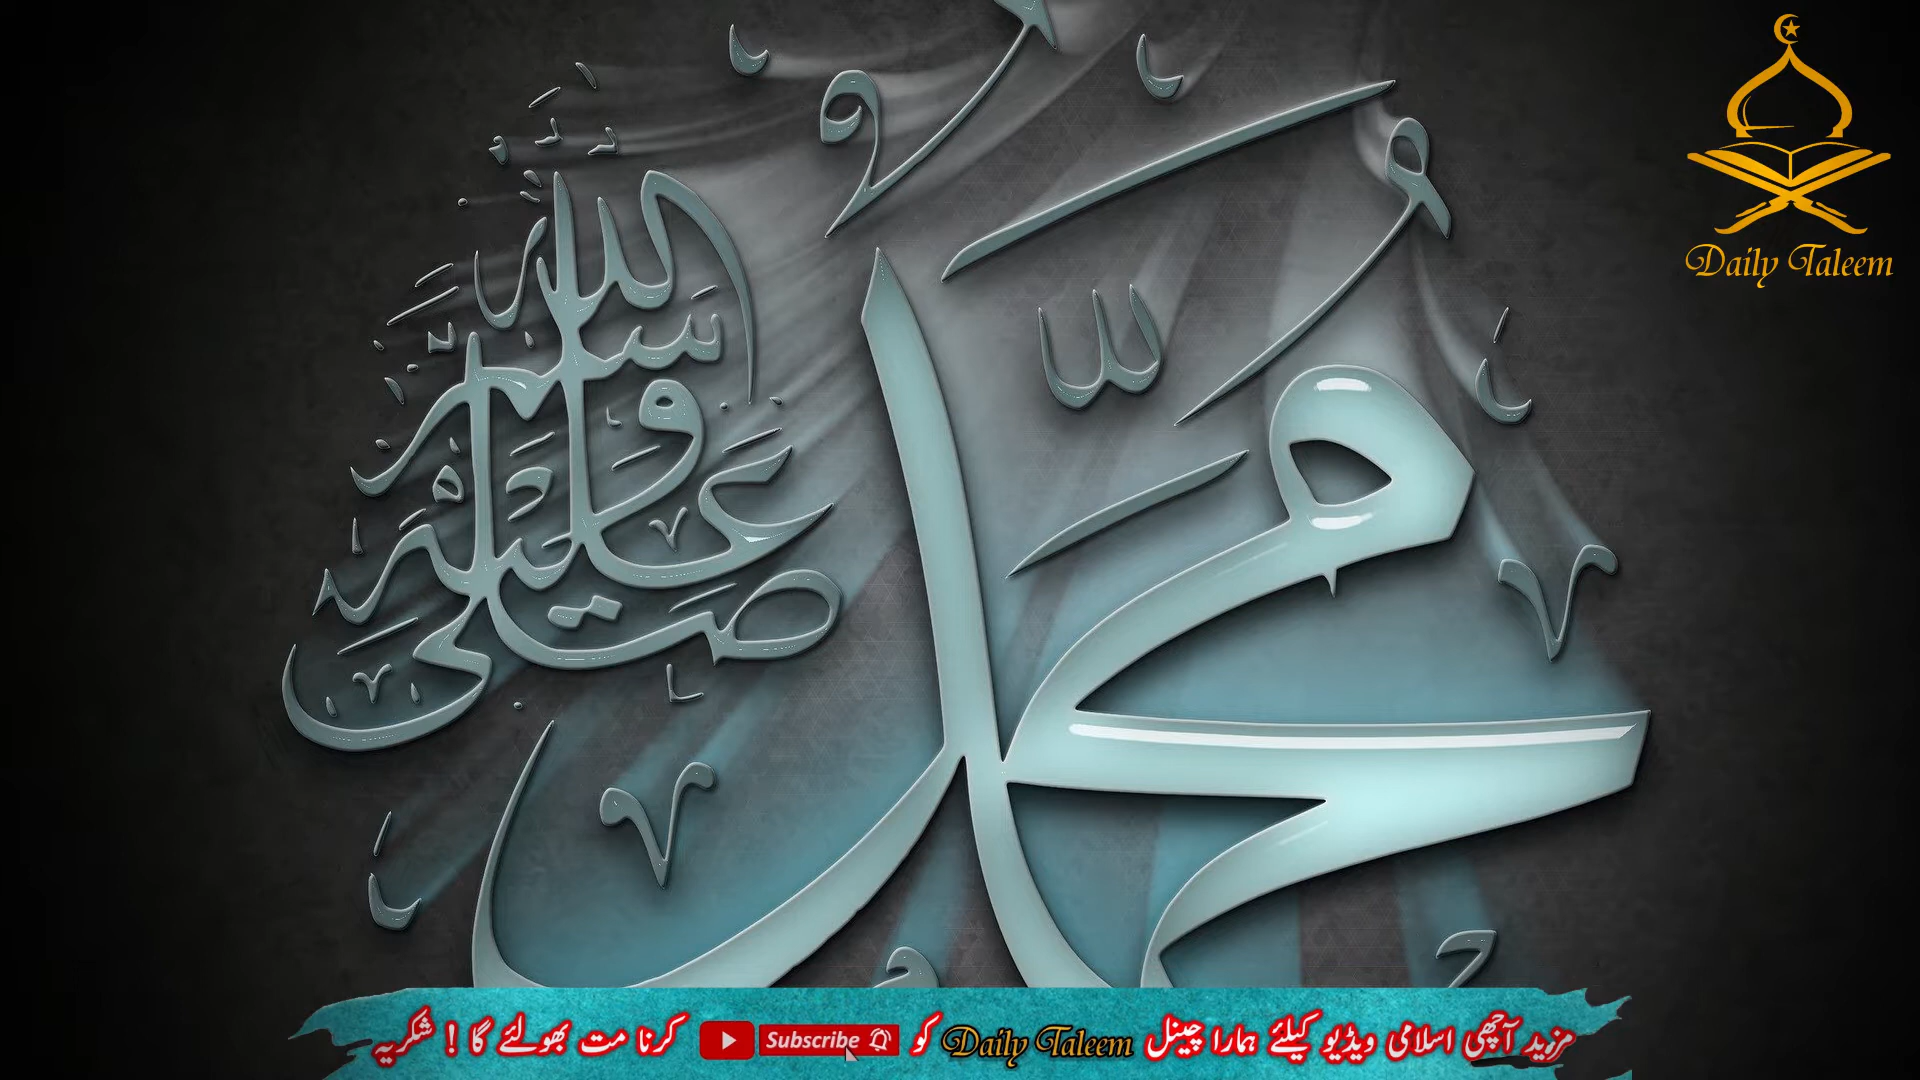 محمد
صلى الله عليه وسلم
Daily Taleem
مزید آچھی اسلامی ویڈیو کیلئے ہمارا چینل Daily Taleem کو Subscribe کرنا مت بھولئے گا ! شکریہ